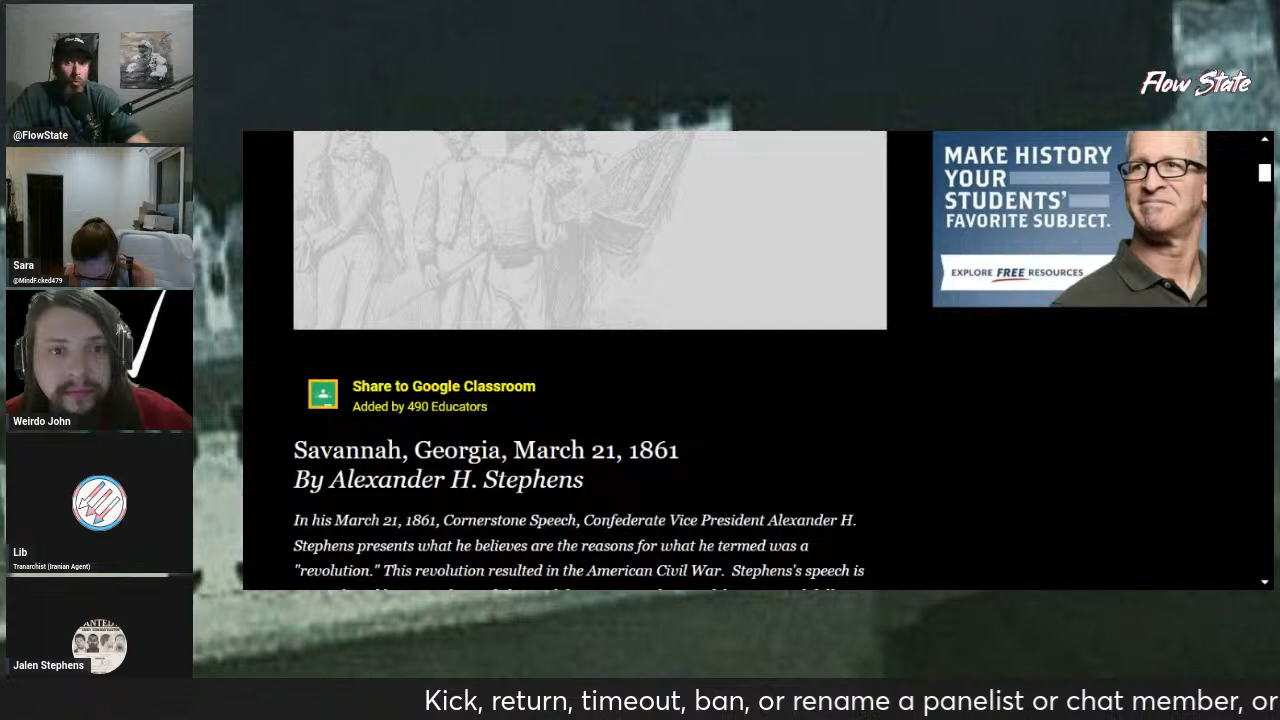 @FlowState
Sara
@MindF.cked479
Weirdo John
Lib
Tranarchist (Iranian Agent)
Jalen Stephens
Flow State
MAKE HISTORY
YOUR
STUDENTS'
FAVORITE SUBJECT.
EXPLORE FREE RESOURCES
Share to Google Classroom
Added by 490 Educators
Savannah, Georgia, March 21, 1861
By Alexander H. Stephens
In his March 21, 1861, Cornerstone Speech, Confederate Vice President Alexander H.
Stephens presents what he believes are the reasons for what he termed was a
"revolution." This revolution resulted in the American Civil War. Stephens's speech is
Kick, return, timeout, ban, or rename a panelist or chat member, or